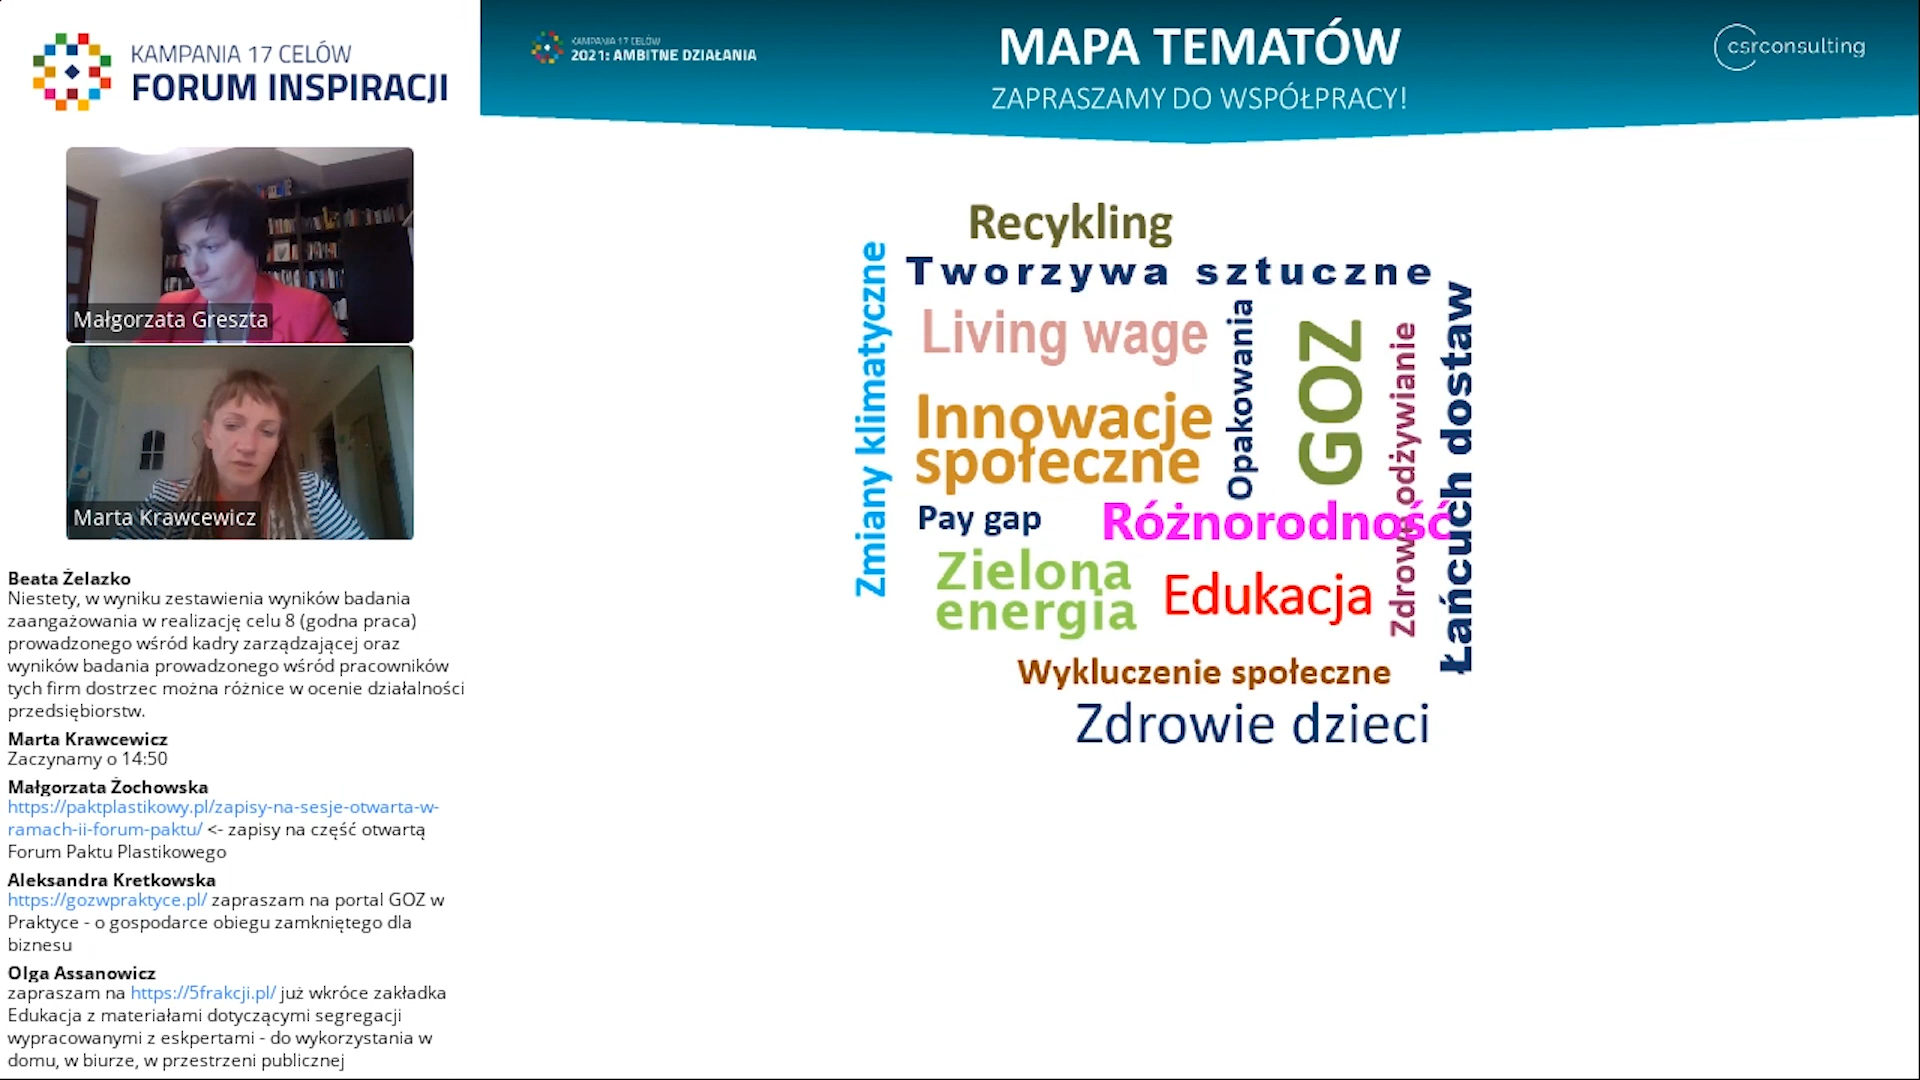 KAMPANIA 17 CELÓW
FORUM INSPIRACJI
Małgorzata Greszta
Marta Krawcewicz
Beata Żelazko
Niestety, w wyniku zestawienia wyników badania
zaangażowania w realizację celu 8 (godna praca)
prowadzonego wśród kadry zarządzającej oraz
wyników badania prowadzonego wśród pracowników
tych firm dostrzec można różnice w ocenie działalności
przedsiębiorstw.
Marta Krawcewicz
Zaczynamy o 14:50
Małgorzata Żochowska
https://paktplastikowy.pl/zapisy-na-sesje-otwarta-w-
ramach-ii-forum-paktu/ <- zapisy na część otwartą
Forum Paktu Plastikowego
Aleksandra Kretkowska
https://gozwpraktyce.pl/ zapraszam na portal GOZ w
Praktyce - o gospodarce obiegu zamkniętego dla
biznesu
Olga Assanowicz
zapraszam na https://5frakcji.pl/ już wkróce zakładka
Edukacja z materiałami dotyczącymi segregacji
wypracowanymi z eskpertami - do wykorzystania w
domu, w biurze, w przestrzeni publicznej
KAMPANIA 17 CELÓW
2021: AMBITNE DZIAŁANIA
MAPA TEMATÓW
ZAPRASZAMY DO WSPÓŁPRACY!
csrconsulting
Recykling
Tworzywa sztuczne
Zmiany klimatyczne
Living wage
Opakowania
GOZ
Zdrowe odżywianie
Łańcuch dostaw
Innowacje
społeczne
Pay gap
Różnorodność
Zielona
energia
Edukacja
Wykluczenie społeczne
Zdrowie dzieci